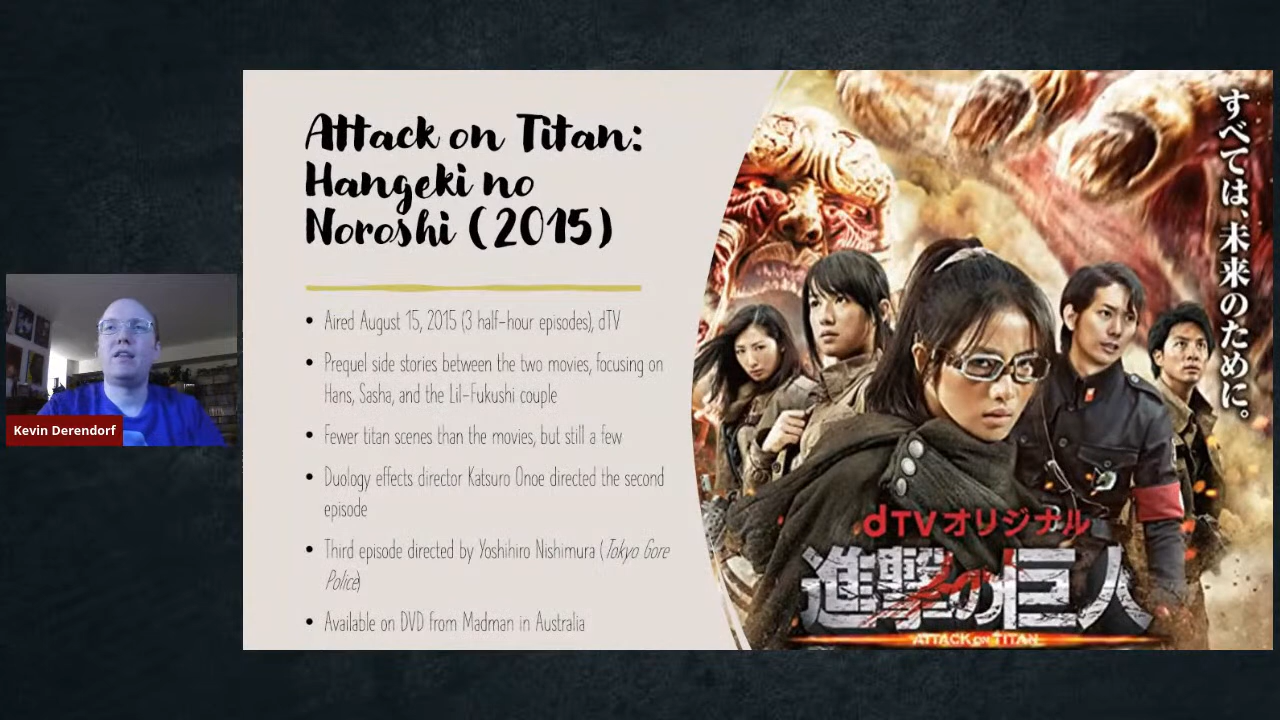 Attack on Titan:
Hangeki no
Noroshi (2015)
• Aired August 15, 2015 (3 half-hour episodes), dTV
• Prequel side stories between the two movies, focusing on
Hans, Sasha, and the Lil-Fukushi couple
• Fewer titan scenes than the movies, but still a few
• Duology effects director Katsuro Onoe directed the second
episode
• Third episode directed by Yoshihiro Nishimura (Tokyo Gore
Police)
• Available on DVD from Madman in Australia
すべては、未来のために。
dTVオリジナル
進撃の巨人
ATTACK ON TITAN
Kevin Derendorf